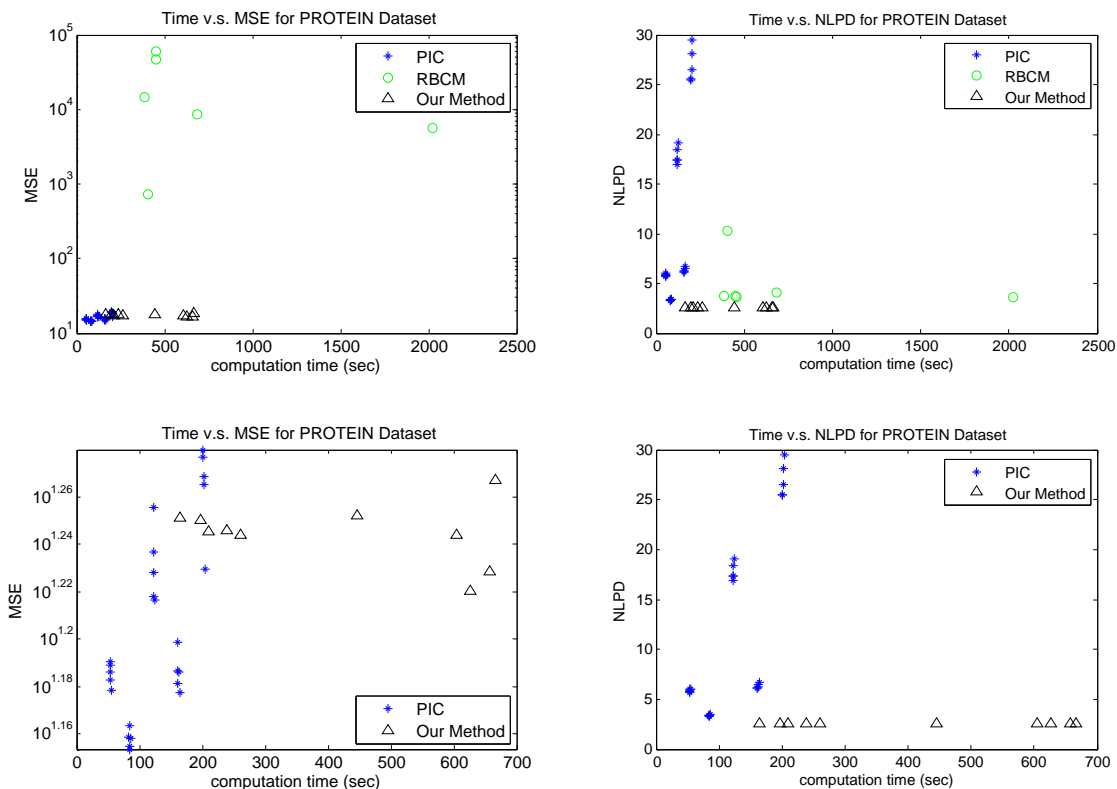 Time v.s. MSE for PROTEIN Dataset
10^5
10^4
10^3
10^2
10^1
MSE
0 500 1000 1500 2000 2500
computation time (sec)
PIC
RBCM
Our Method
Time v.s. NLPD for PROTEIN Dataset
30
25
20
15
10
5
0
NLPD
0 500 1000 1500 2000 2500
computation time (sec)
PIC
RBCM
Our Method
Time v.s. MSE for PROTEIN Dataset
10^1.26
10^1.24
10^1.22
10^1.2
10^1.18
10^1.16
MSE
0 100 200 300 400 500 600 700
computation time (sec)
PIC
Our Method
Time v.s. NLPD for PROTEIN Dataset
30
25
20
15
10
5
0
NLPD
0 100 200 300 400 500 600 700
computation time (sec)
PIC
Our Method